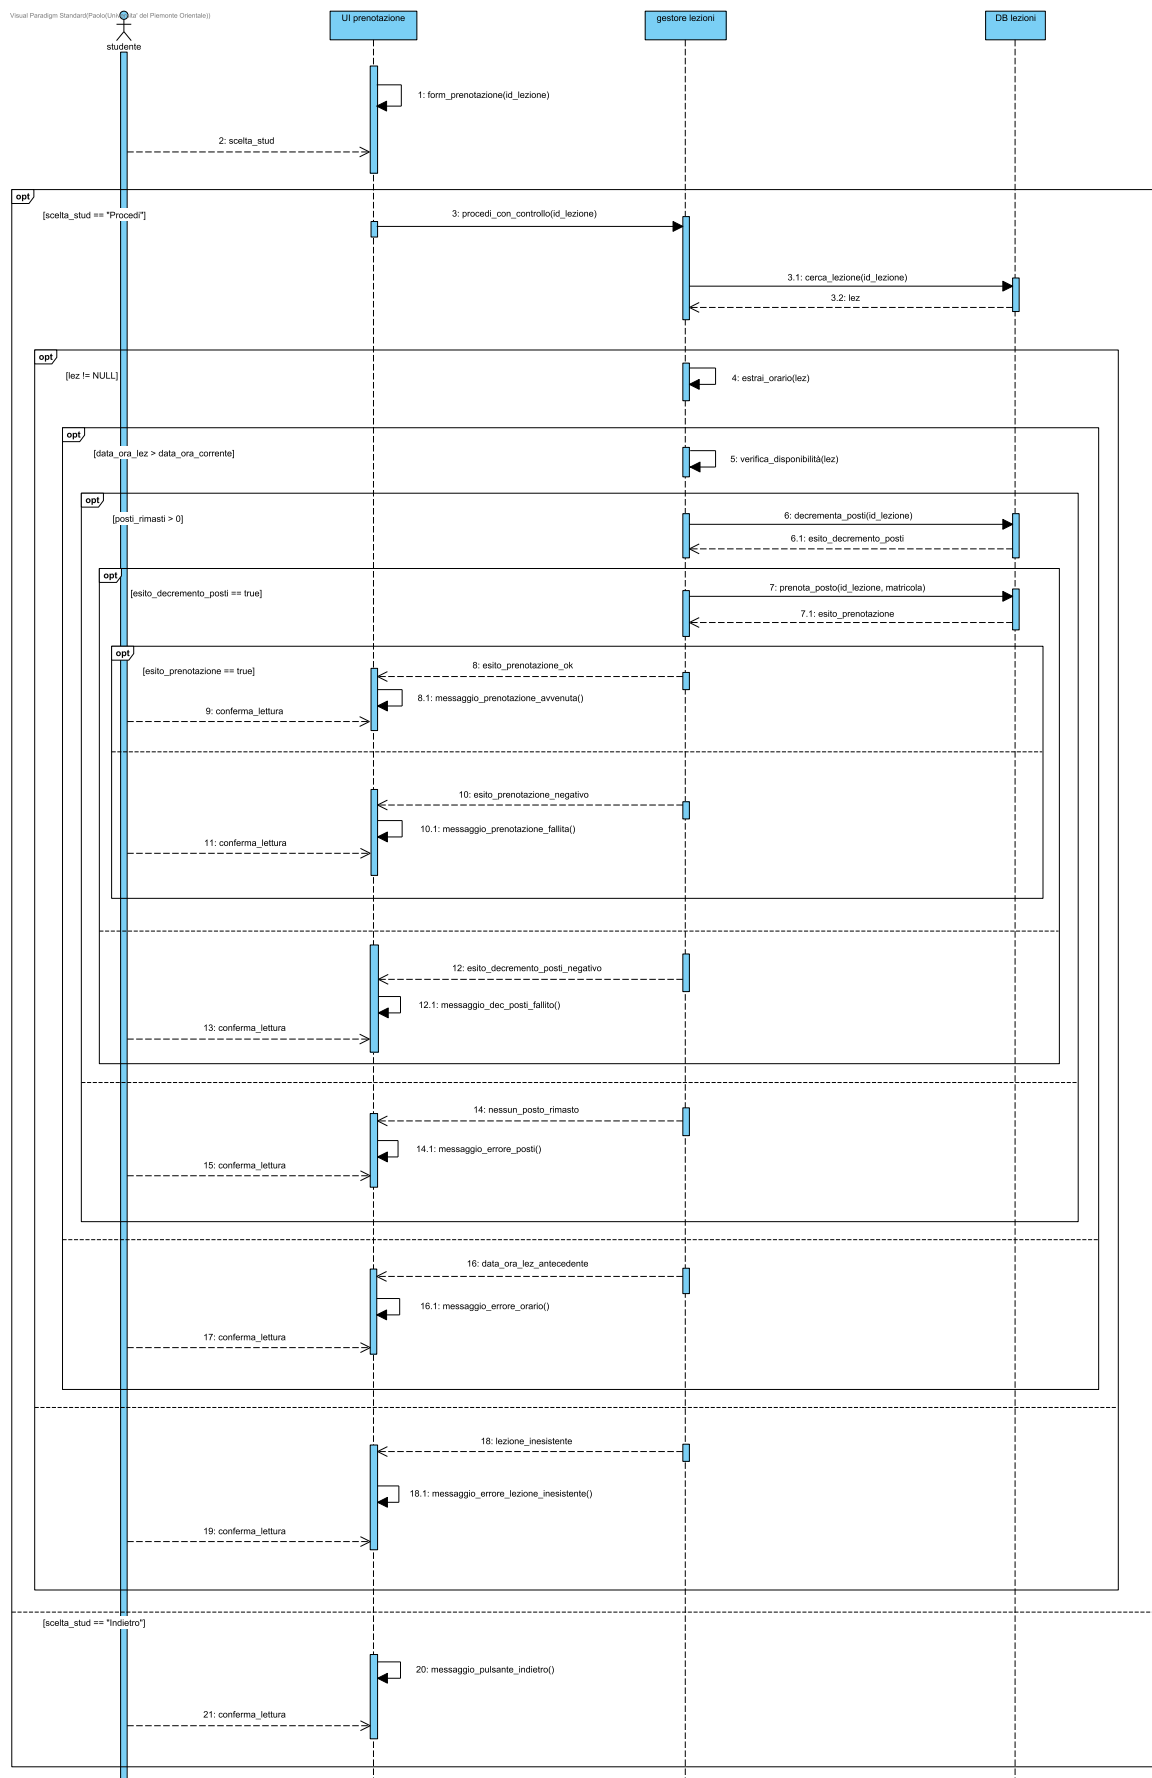 Visual Paradigm Standard(Paolo(Universita' del Piemonte Orientale))
studente
UI prenotazione
gestore lezioni
DB lezioni
1: form_prenotazione(id_lezione)
2: scelta_stud
opt
[scelta_stud == "Procedi"]
3: procedi_con_controllo(id_lezione)
3.1: cerca_lezione(id_lezione)
3.2: lez
opt
[lez != NULL]
4: estrai_orario(lez)
opt
[data_ora_lez > data_ora_corrente]
5: verifica_disponibilità(lez)
opt
[posti_rimasti > 0]
6: decrementa_posti(id_lezione)
6.1: esito_decremento_posti
opt
[esito_decremento_posti == true]
7: prenota_posto(id_lezione, matricola)
7.1: esito_prenotazione
opt
[esito_prenotazione == true]
8: esito_prenotazione_ok
8.1: messaggio_prenotazione_avvenuta()
9: conferma_lettura
10: esito_prenotazione_negativo
10.1: messaggio_prenotazione_fallita()
11: conferma_lettura
12: esito_decremento_posti_negativo
12.1: messaggio_dec_posti_fallito()
13: conferma_lettura
14: nessun_posto_rimasto
14.1: messaggio_errore_posti()
15: conferma_lettura
16: data_ora_lez_antecedente
16.1: messaggio_errore_orario()
17: conferma_lettura
18: lezione_inesistente
18.1: messaggio_errore_lezione_inesistente()
19: conferma_lettura
[scelta_stud == "Indietro"]
20: messaggio_pulsante_indietro()
21: conferma_lettura